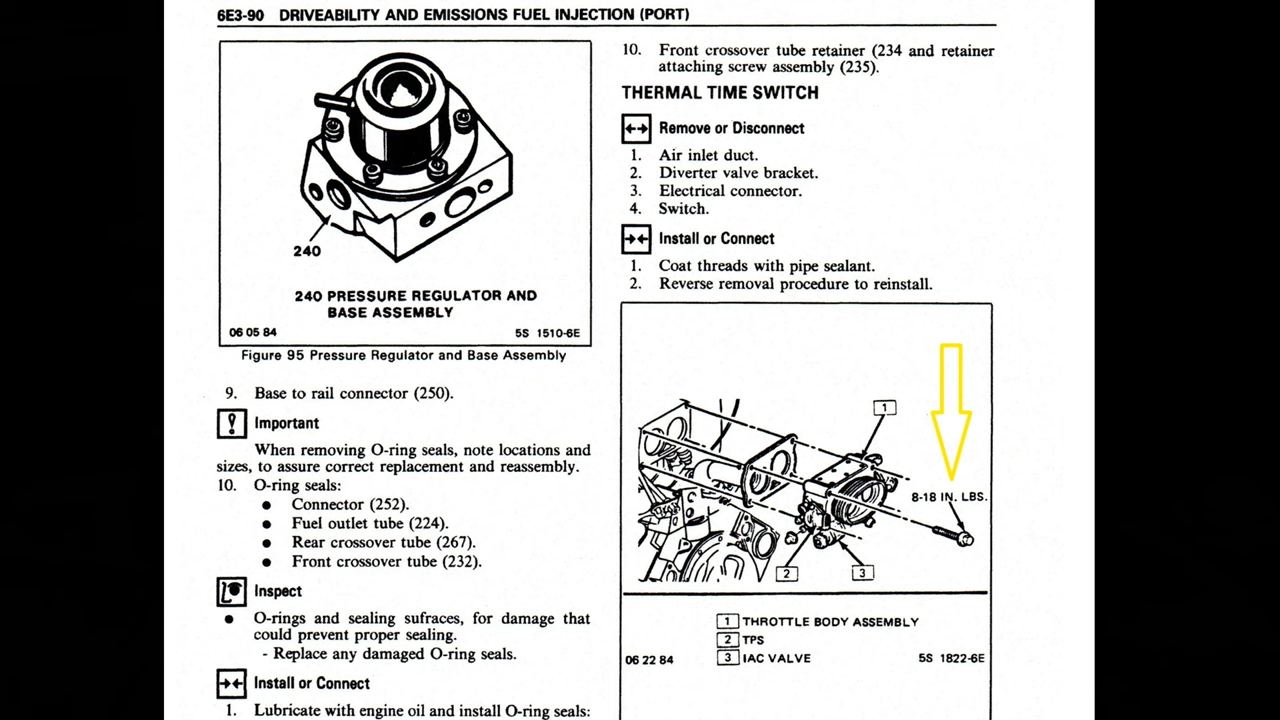 6E3-90 DRIVEABILITY AND EMISSIONS FUEL INJECTION (PORT)
240
240 PRESSURE REGULATOR AND
BASE ASSEMBLY
06 05 84
5S 1510-6E
Figure 95 Pressure Regulator and Base Assembly
9. Base to rail connector (250).
Important
When removing O-ring seals, note locations and
sizes, to assure correct replacement and reassembly.
10. O-ring seals:
● Connector (252).
● Fuel outlet tube (224).
● Rear crossover tube (267).
● Front crossover tube (232).
Inspect
● O-rings and sealing sufraces, for damage that
could prevent proper sealing.
- Replace any damaged O-ring seals.
Install or Connect
1. Lubricate with engine oil and install O-ring seals:
10. Front crossover tube retainer (234 and retainer
attaching screw assembly (235).
THERMAL TIME SWITCH
Remove or Disconnect
1. Air inlet duct.
2. Diverter valve bracket.
3. Electrical connector.
4. Switch.
Install or Connect
1. Coat threads with pipe sealant.
2. Reverse removal procedure to reinstall.
1
8-18 IN. LBS.
2
3
1 THROTTLE BODY ASSEMBLY
2 TPS
3 IAC VALVE
06 22 84
5S 1822-6E